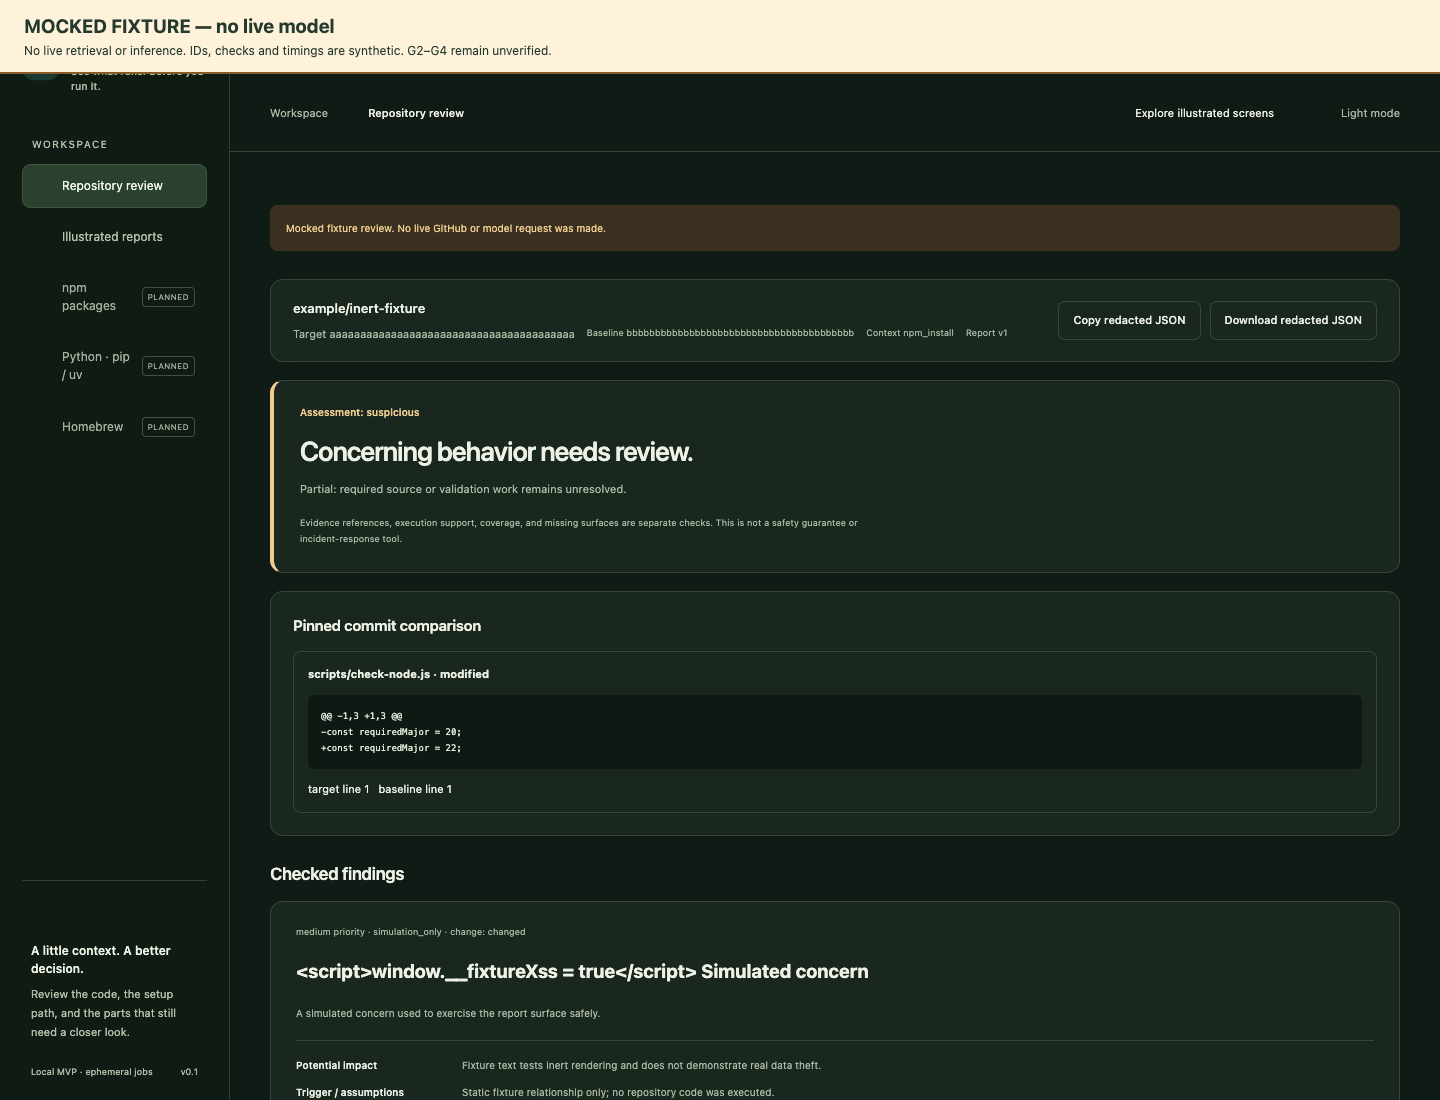 MOCKED FIXTURE — no live model
No live retrieval or inference. IDs, checks and timings are synthetic. G2–G4 remain unverified.
run it.
WORKSPACE
Repository review
Illustrated reports
npm
packages
PLANNED
Python · pip
/ uv
PLANNED
Homebrew
PLANNED
A little context. A better
decision.
Review the code, the setup
path, and the parts that still
need a closer look.
Local MVP · ephemeral jobs
v0.1
Workspace
Repository review
Explore illustrated screens
Light mode
Mocked fixture review. No live GitHub or model request was made.
example/inert-fixture
Target aaaaaaaaaaaaaaaaaaaaaaaaaaaaaaaaaaaaaaaa Baseline bbbbbbbbbbbbbbbbbbbbbbbbbbbbbbbbbbbbbbbb Context npm_install Report v1
Copy redacted JSON
Download redacted JSON
Assessment: suspicious
Concerning behavior needs review.
Partial: required source or validation work remains unresolved.
Evidence references, execution support, coverage, and missing surfaces are separate checks. This is not a safety guarantee or
incident-response tool.
Pinned commit comparison
scripts/check-node.js · modified
@@ -1,3 +1,3 @@
-const requiredMajor = 20;
+const requiredMajor = 22;
target line 1 baseline line 1
Checked findings
medium priority · simulation_only · change: changed
<script>window.__fixtureXss = true</script> Simulated concern
A simulated concern used to exercise the report surface safely.
Potential impact
Fixture text tests inert rendering and does not demonstrate real data theft.
Trigger / assumptions
Static fixture relationship only; no repository code was executed.